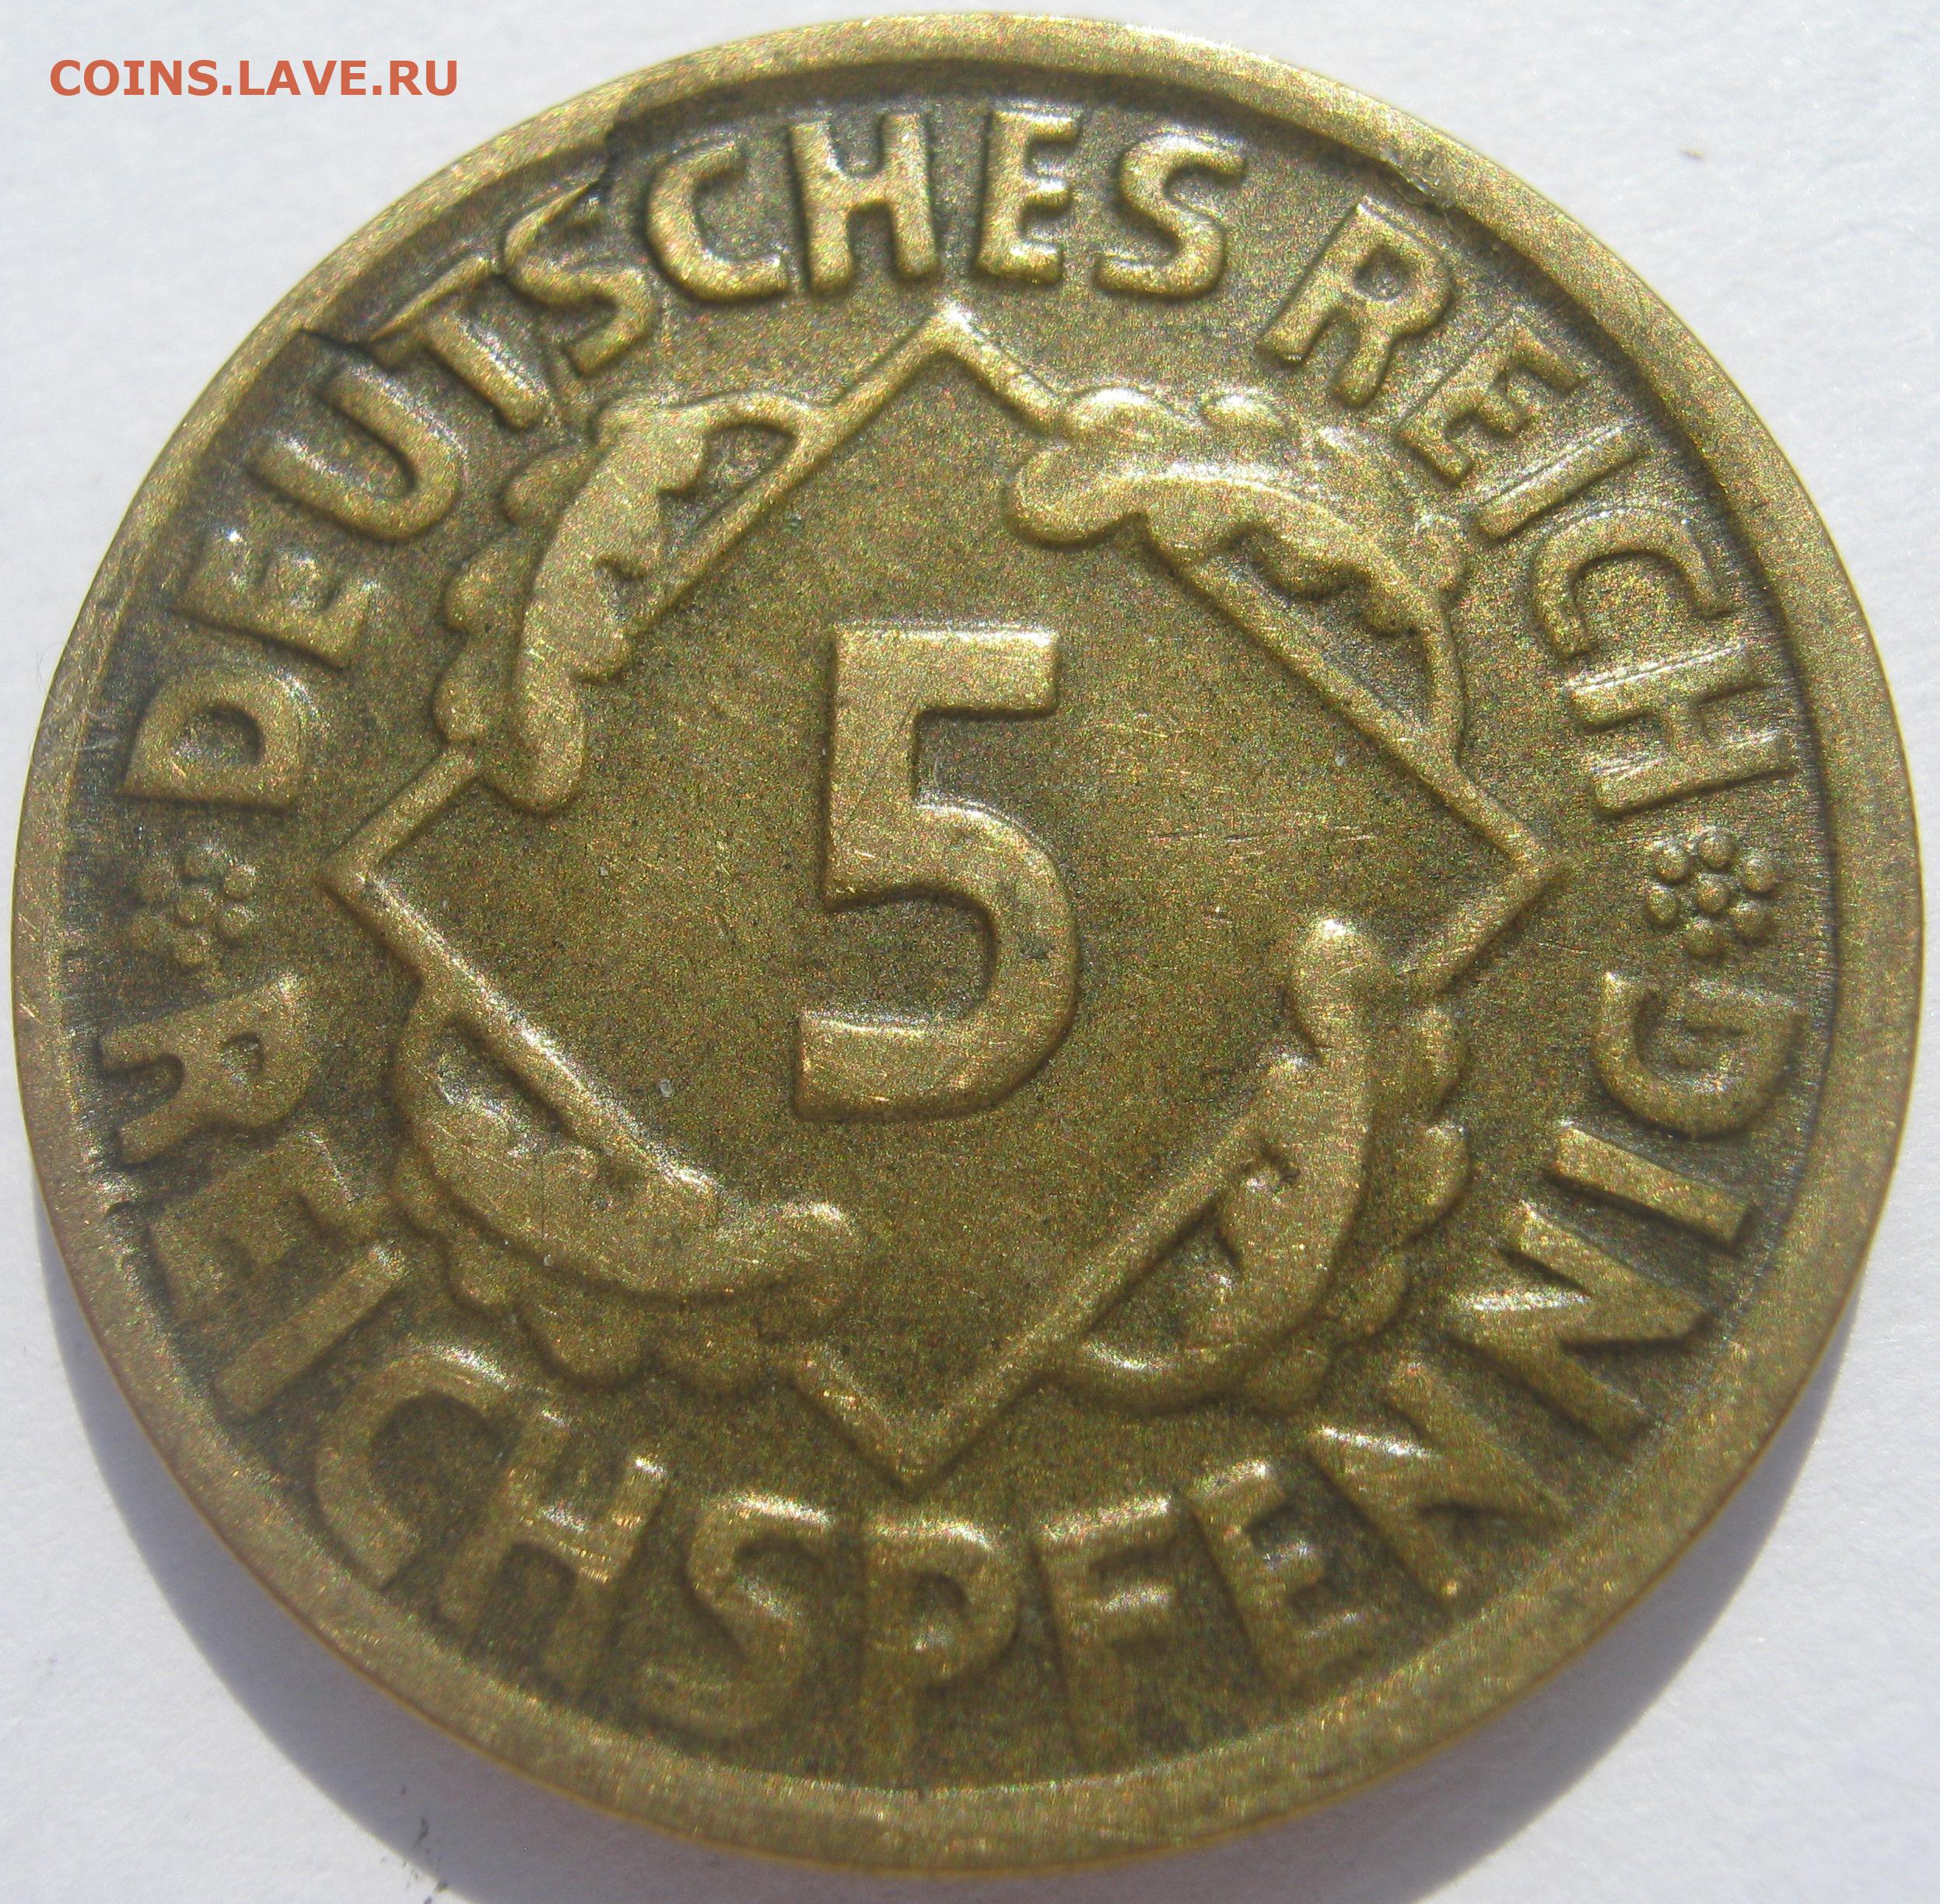 COINS.LAVE.RU
DEUTSCHES REICH
5
REICHSPFENNIG